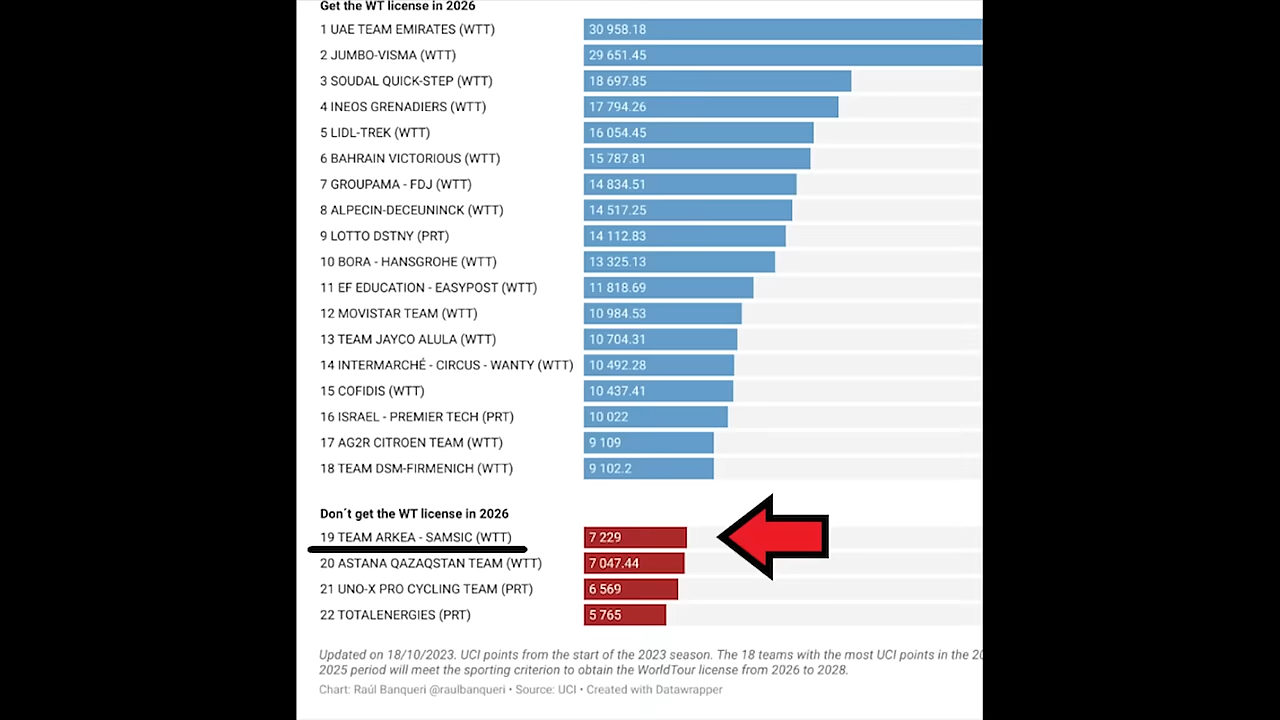 Get the WT license in 2026
1 UAE TEAM EMIRATES (WTT) 30 958.18
2 JUMBO-VISMA (WTT) 29 651.45
3 SOUDAL QUICK-STEP (WTT) 18 697.85
4 INEOS GRENADIERS (WTT) 17 794.26
5 LIDL-TREK (WTT) 16 054.45
6 BAHRAIN VICTORIOUS (WTT) 15 787.81
7 GROUPAMA - FDJ (WTT) 14 834.51
8 ALPECIN-DECEUNINCK (WTT) 14 517.25
9 LOTTO DSTNY (PRT) 14 112.83
10 BORA - HANSGROHE (WTT) 13 325.13
11 EF EDUCATION - EASYPOST (WTT) 11 818.69
12 MOVISTAR TEAM (WTT) 10 984.53
13 TEAM JAYCO ALULA (WTT) 10 704.31
14 INTERMARCHÉ - CIRCUS - WANTY (WTT) 10 492.28
15 COFIDIS (WTT) 10 437.41
16 ISRAEL - PREMIER TECH (PRT) 10 022
17 AG2R CITROEN TEAM (WTT) 9 109
18 TEAM DSM-FIRMENICH (WTT) 9 102.2
Don´t get the WT license in 2026
19 TEAM ARKEA - SAMSIC (WTT) 7 229
20 ASTANA QAZAQSTAN TEAM (WTT) 7 047.44
21 UNO-X PRO CYCLING TEAM (PRT) 6 569
22 TOTALENERGIES (PRT) 5 765
Updated on 18/10/2023. UCI points from the start of the 2023 season. The 18 teams with the most UCI points in the
2025 period will meet the sporting criterion to obtain the WorldTour license from 2026 to 2028.
Chart: Raúl Banqueri @raulbanqueri • Source: UCI • Created with Datawrapper